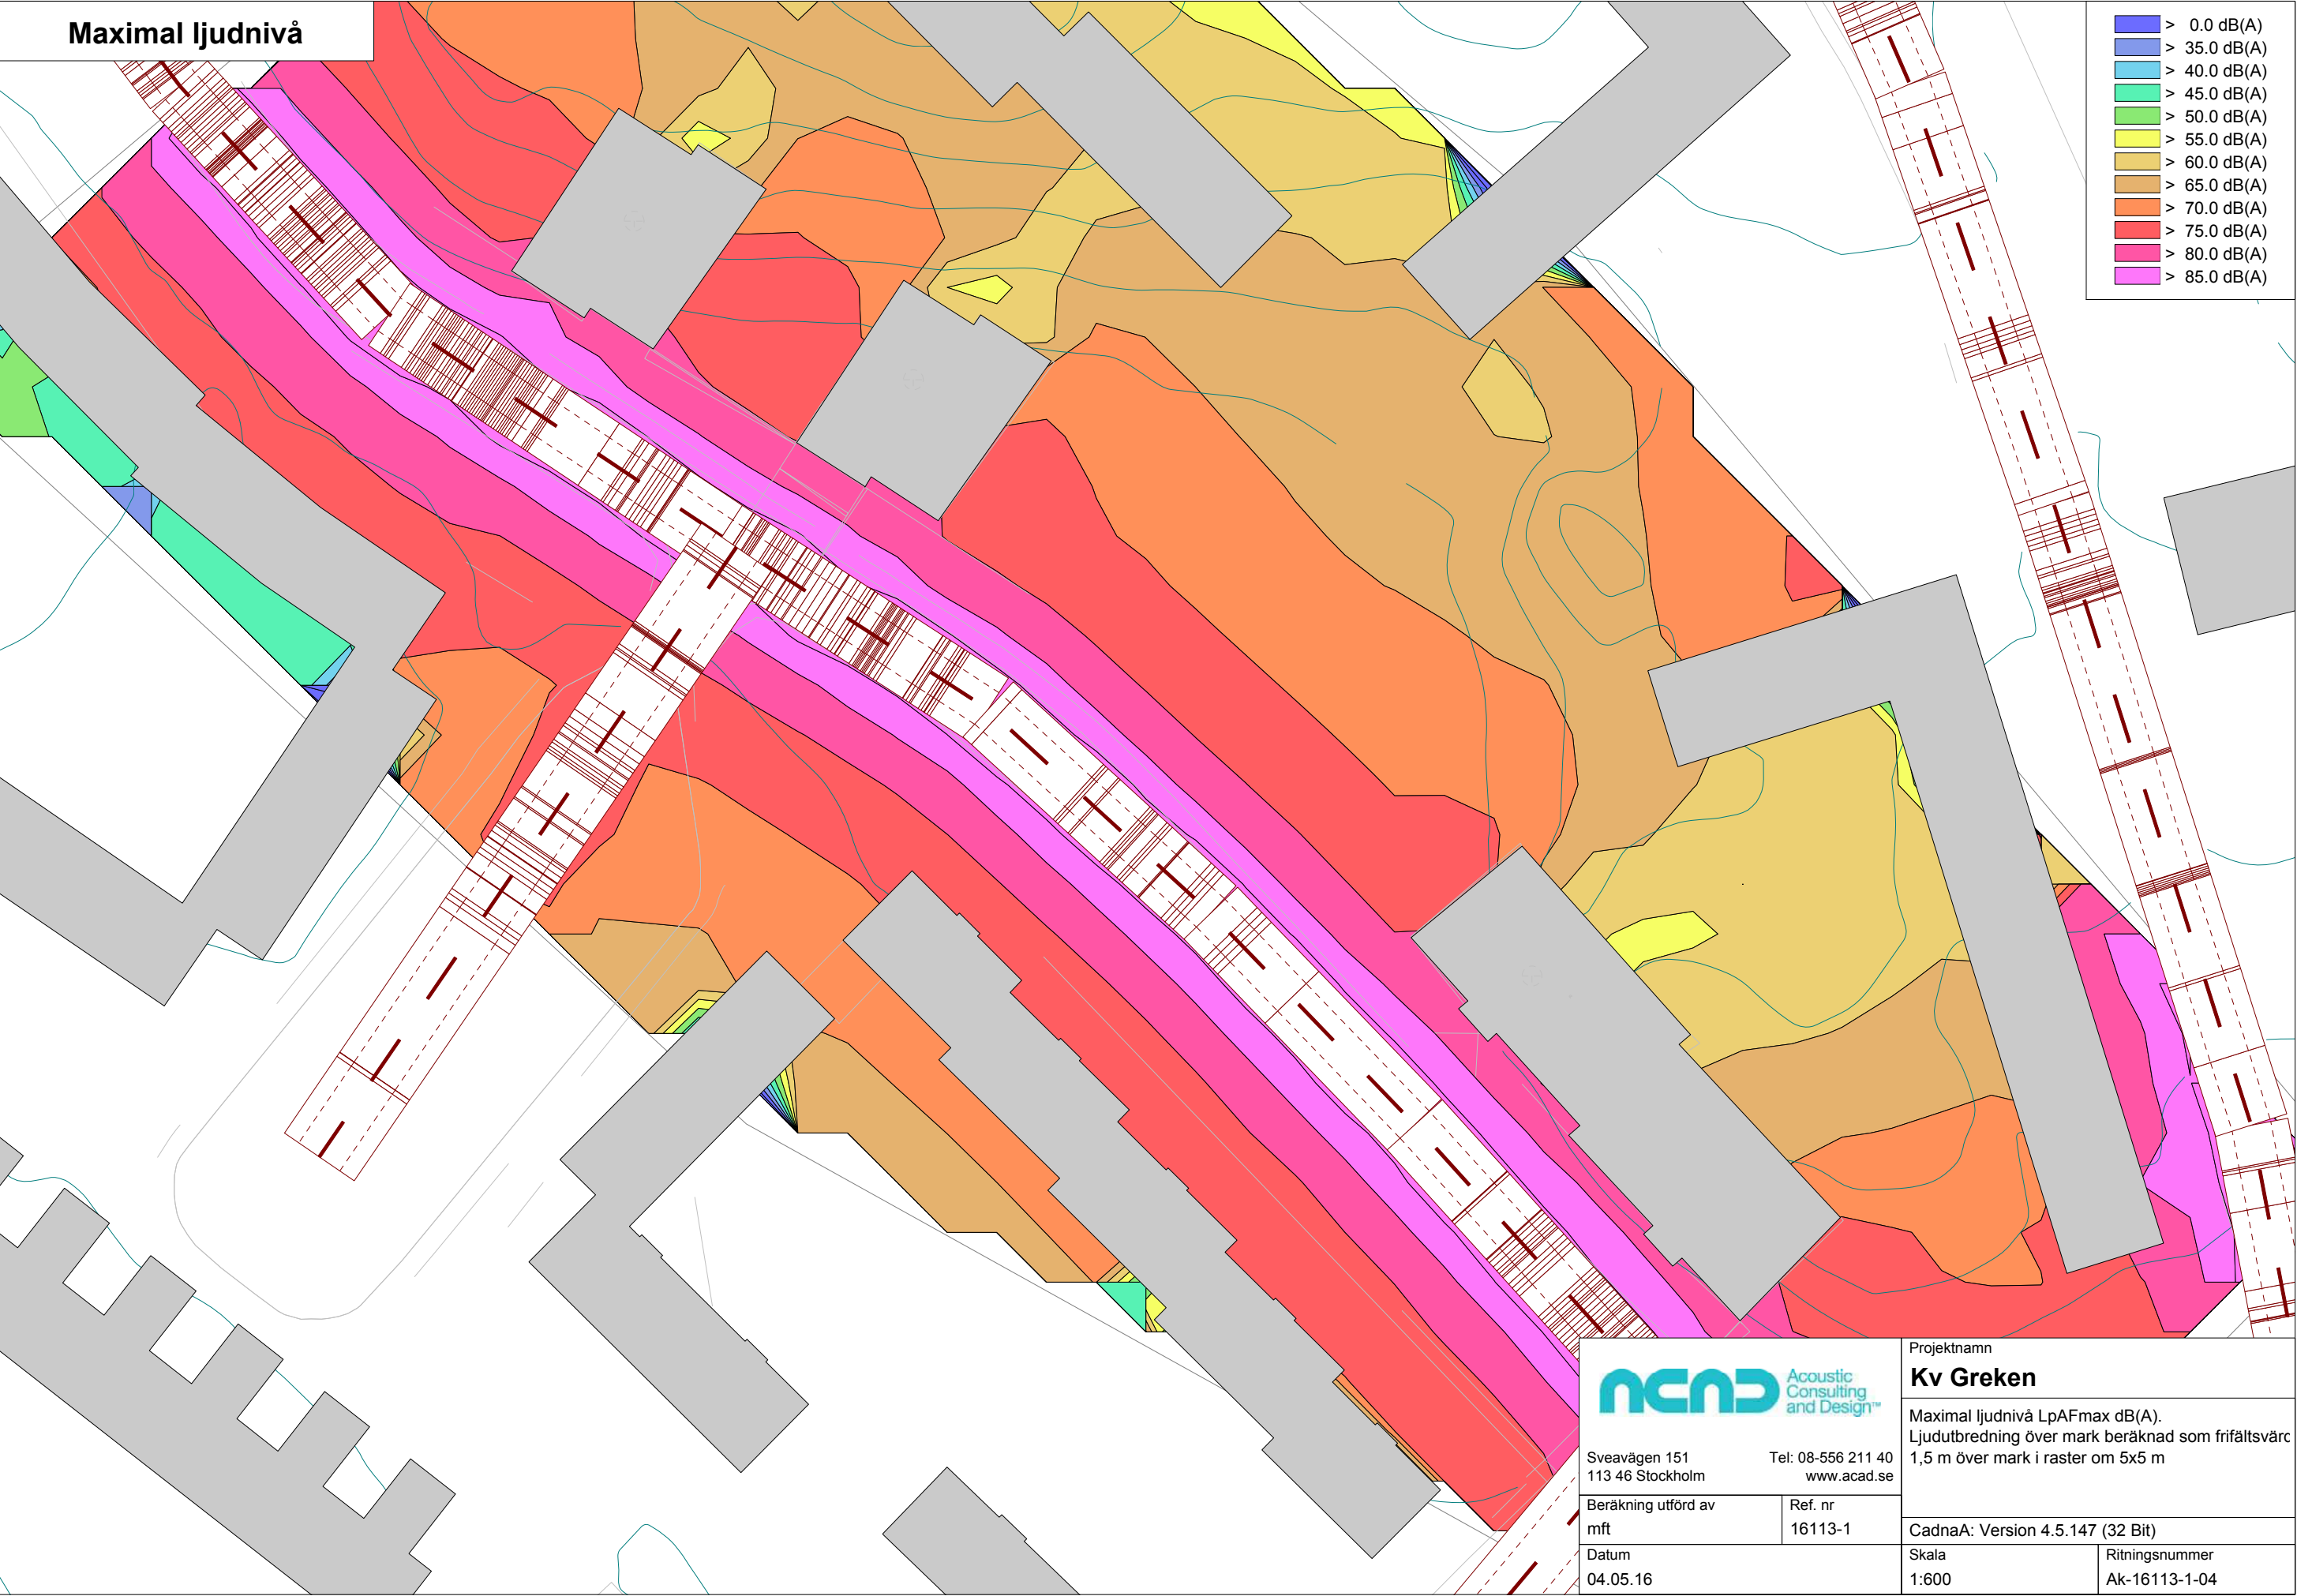 Maximal ljudnivå
> 0.0 dB(A)
> 35.0 dB(A)
> 40.0 dB(A)
> 45.0 dB(A)
> 50.0 dB(A)
> 55.0 dB(A)
> 60.0 dB(A)
> 65.0 dB(A)
> 70.0 dB(A)
> 75.0 dB(A)
> 80.0 dB(A)
> 85.0 dB(A)
ACAD
Acoustic
Consulting
and Design™
Sveavägen 151
113 46 Stockholm
Tel: 08-556 211 40
www.acad.se
Beräkning utförd av
mft
Ref. nr
16113-1
Datum
04.05.16
Projektnamn
Kv Greken
Maximal ljudnivå LpAFmax dB(A).
Ljudutbredning över mark beräknad som frifältsvärd
1,5 m över mark i raster om 5x5 m
CadnaA: Version 4.5.147 (32 Bit)
Skala
1:600
Ritningsnummer
Ak-16113-1-04